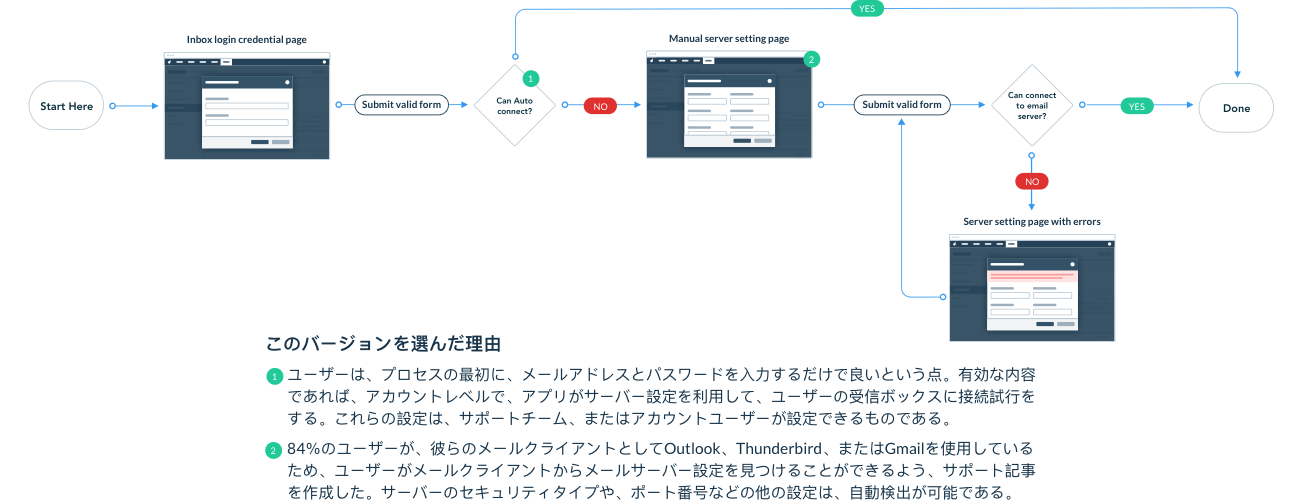 YES
Inbox login credential page
Manual server setting page
2
1
Start Here
Submit valid form
Can Auto
connect?
NO
Submit valid form
Can connect
to email
server?
YES
Done
NO
Server setting page with errors
このバージョンを選んだ理由
1 ユーザーは、プロセスの最初に、メールアドレスとパスワードを入力するだけで良いという点。有効な内容
であれば、アカウントレベルで、アプリがサーバー設定を利用して、ユーザーの受信ボックスに接続試行を
する。これらの設定は、サポートチーム、またはアカウントユーザーが設定できるものである。
2 84%のユーザーが、彼らのメールクライアントとしてOutlook、Thunderbird、またはGmailを使用している
ため、ユーザーがメールクライアントからメールサーバー設定を見つけることができるよう、サポート記事
を作成した。サーバーのセキュリティタイプや、ポート番号などの他の設定は、自動検出が可能である。